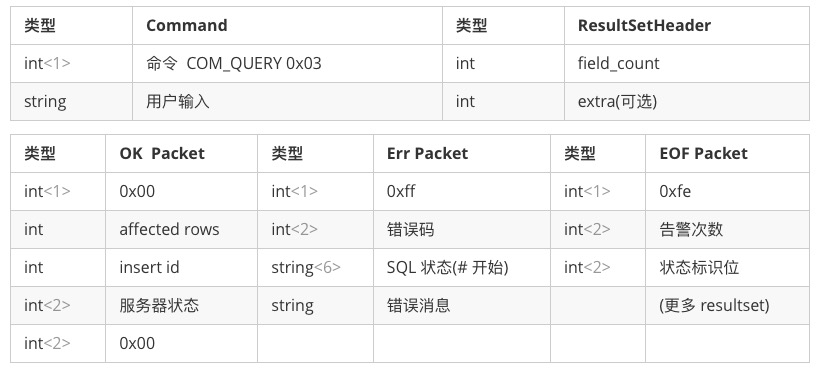 类型 Command 类型 ResultSetHeader
int<1> 命令 COM_QUERY 0x03 int field_count
string 用户输入 int extra(可选)
类型 OK Packet 类型 Err Packet 类型 EOF Packet
int<1> 0x00 int<1> 0xff int<1> 0xfe
int affected rows int<2> 错误码 int<2> 告警次数
int insert id string<6> SQL 状态(# 开始) int<2> 状态标识位
int<2> 服务器状态 string 错误消息 (更多 resultset)
int<2> 0x00